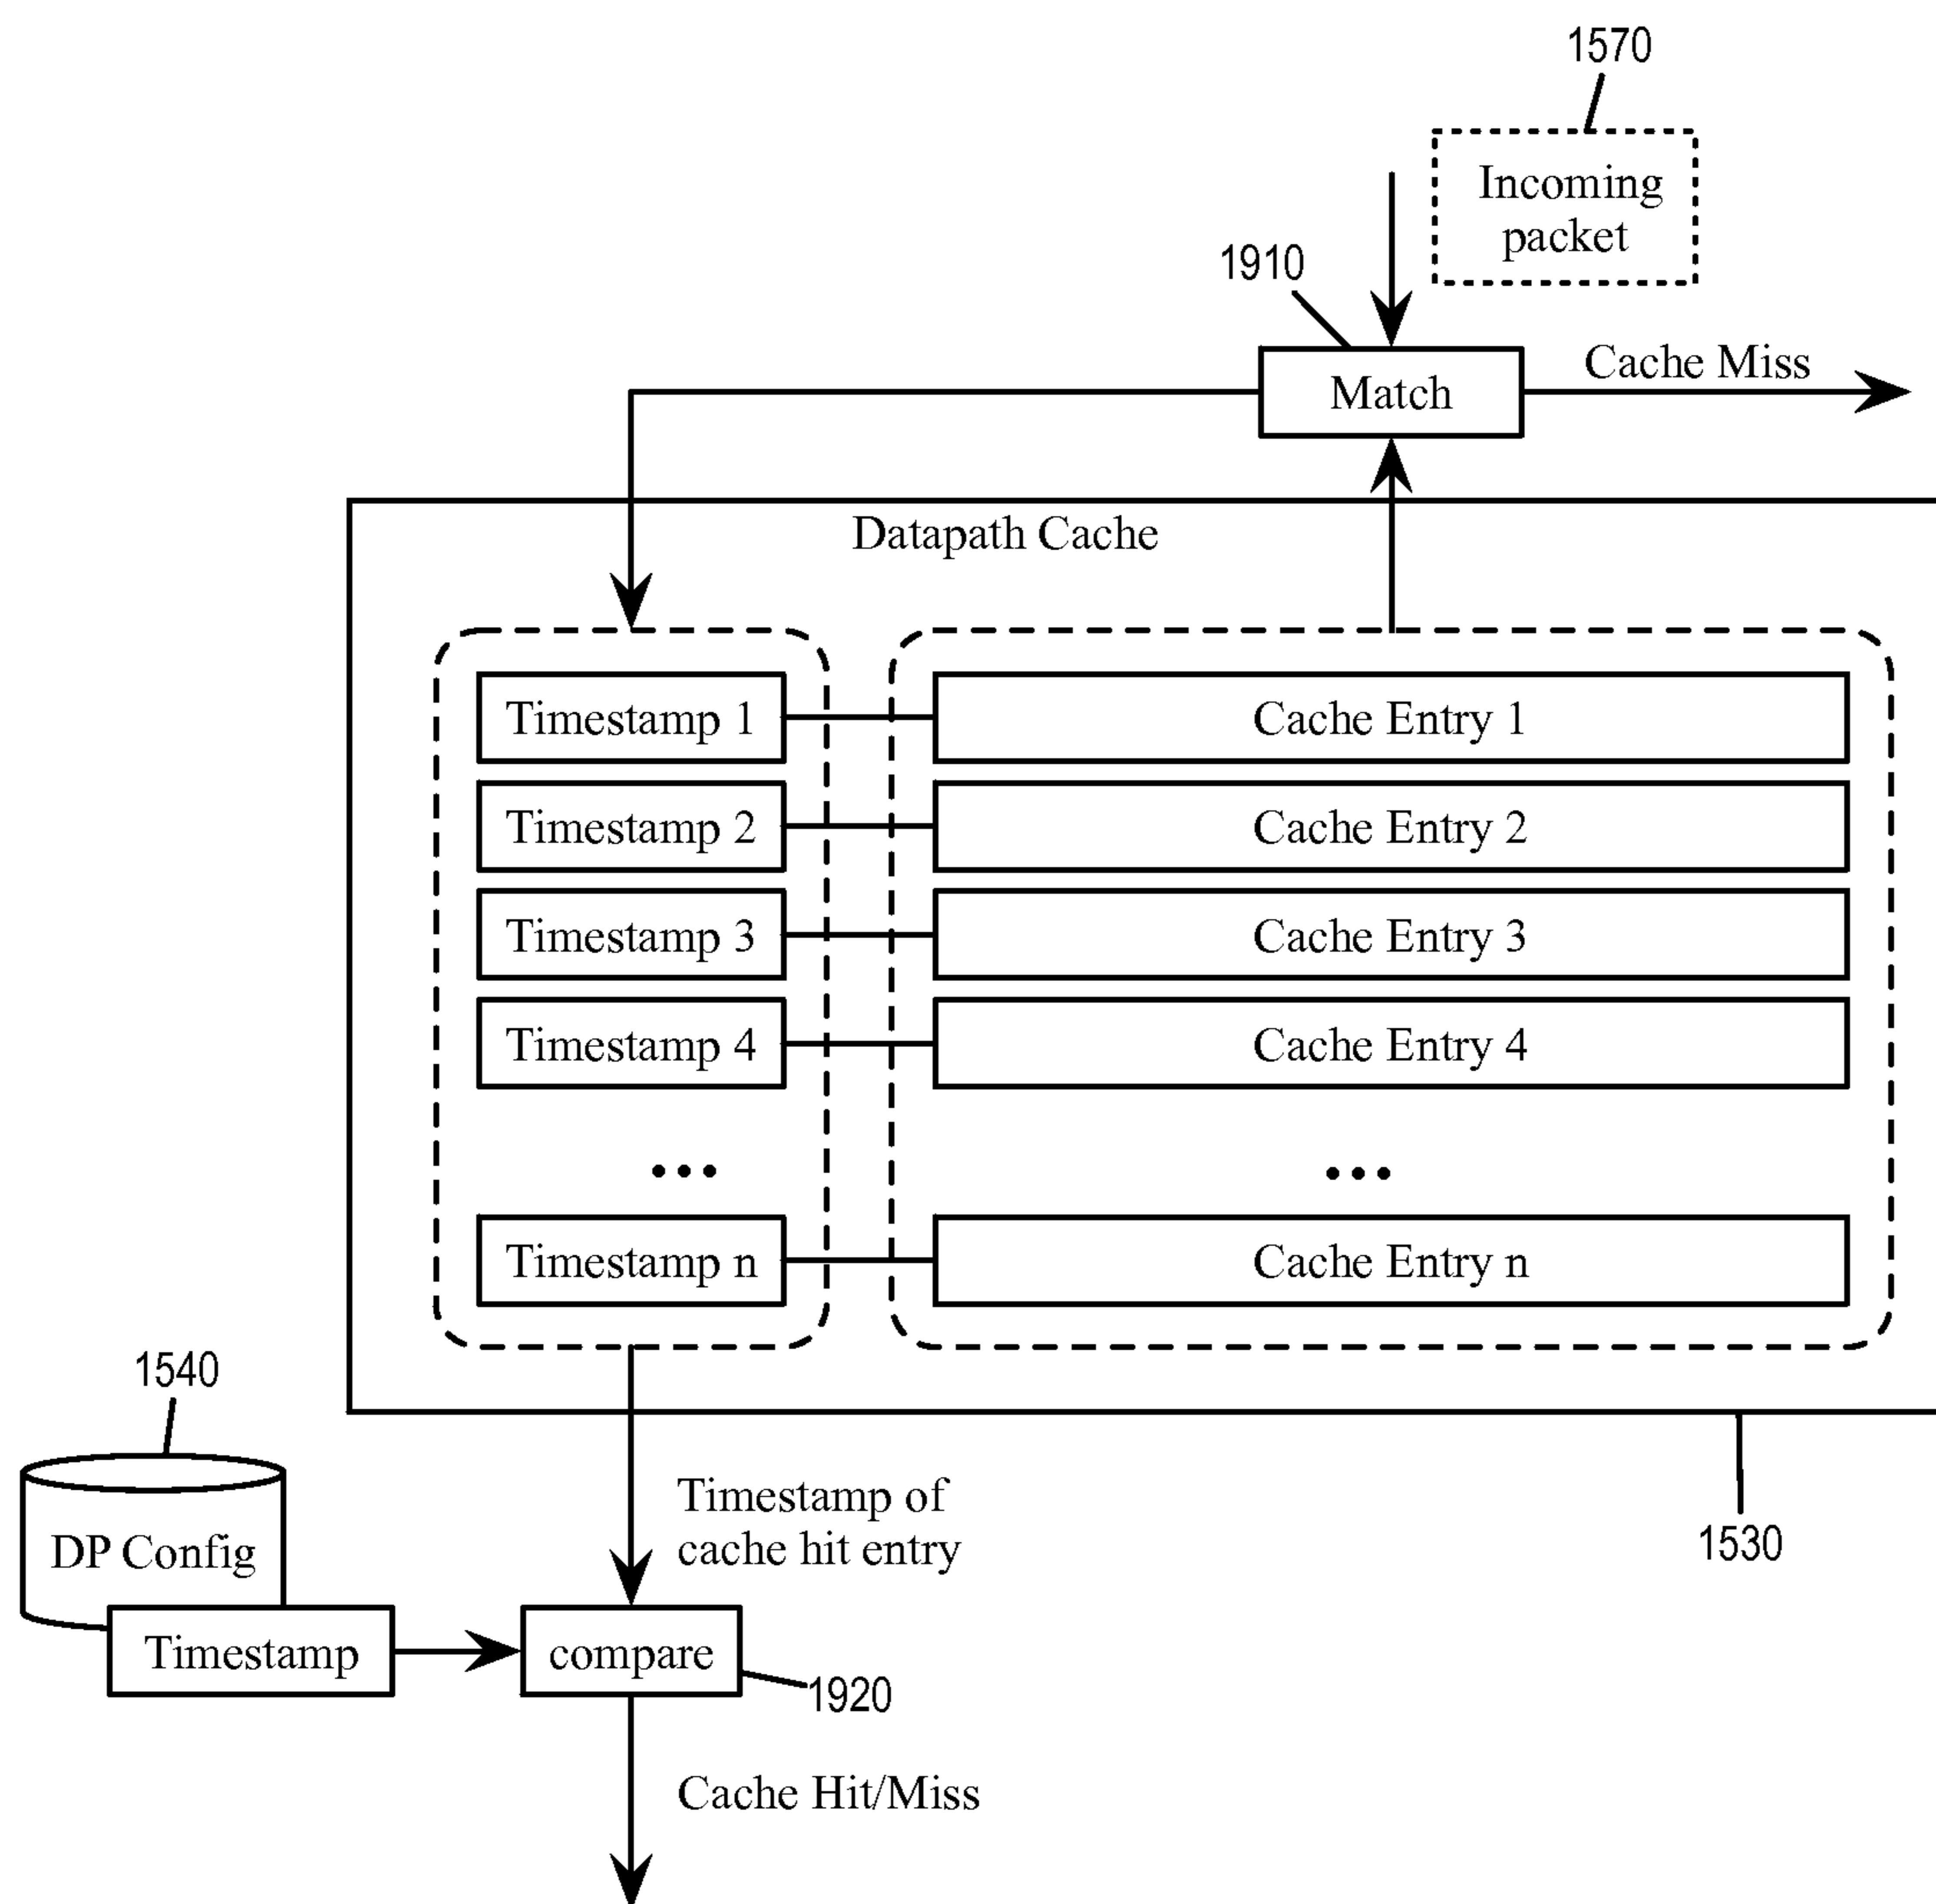 1570
Incoming
packet
1910
Match
Cache Miss
Datapath Cache
Timestamp 1
Cache Entry 1
Timestamp 2
Cache Entry 2
Timestamp 3
Cache Entry 3
Timestamp 4
Cache Entry 4
...
...
Timestamp n
Cache Entry n
1540
DP Config
Timestamp
Timestamp of
cache hit entry
1530
compare
1920
Cache Hit/Miss